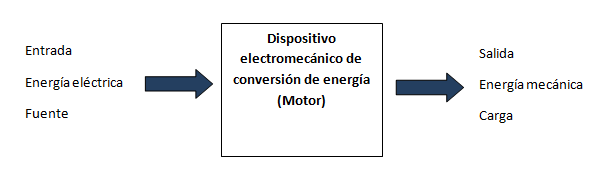 Entrada
Energía eléctrica
Fuente
Dispositivo
electromecánico de
conversión de energía
(Motor)
Salida
Energía mecánica
Carga